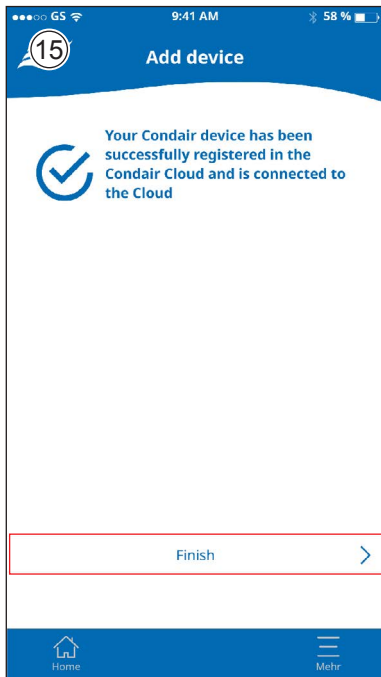 GS 9:41 AM 58 %
15
Add device
Your Condair device has been
successfully registered in the
Condair Cloud and is connected to
the Cloud
Finish
Home Mehr